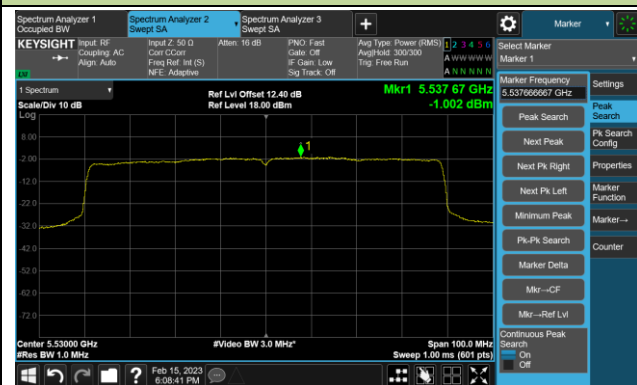 Spectrum Analyzer 1
Occupied BW
Spectrum Analyzer 2
Swept SA
Spectrum Analyzer 3
Swept SA
Marker
KEYSIGHT
Input: RF
Coupling: AC
Align: Auto
Input Z: 50 Ω
Corr CCorr
Freq Ref: Int (S)
NFE: Adaptive
Atten: 16 dB
PNO: Fast
Gate: Off
IF Gain: Low
Sig Track: Off
Avg Type: Power (RMS)
Avg|Hold: 300/300
Trig: Free Run
1 2 3 4 5 6
A W W W W W
A N N N N N
Select Marker
Marker 1
1 Spectrum
Scale/Div 10 dB
Log
Ref Lvl Offset 12.40 dB
Ref Level 18.00 dBm
Mkr1 5.537 67 GHz
-1.002 dBm
8.00
-2.00
-12.0
-22.0
-32.0
-42.0
-52.0
-62.0
-72.0
1
Center 5.53000 GHz
#Res BW 1.0 MHz
#Video BW 3.0 MHz*
Span 100.0 MHz
Sweep 1.00 ms (601 pts)
Marker Frequency
5.537666667 GHz
Peak Search
Next Peak
Next Pk Right
Next Pk Left
Minimum Peak
Pk-Pk Search
Marker Delta
Mkr→CF
Mkr→Ref Lvl
Continuous Peak
Search
On
Off
Settings
Peak
Search
Pk Search
Config
Properties
Marker
Function
Marker→
Counter
Feb 15, 2023
6:08:41 PM